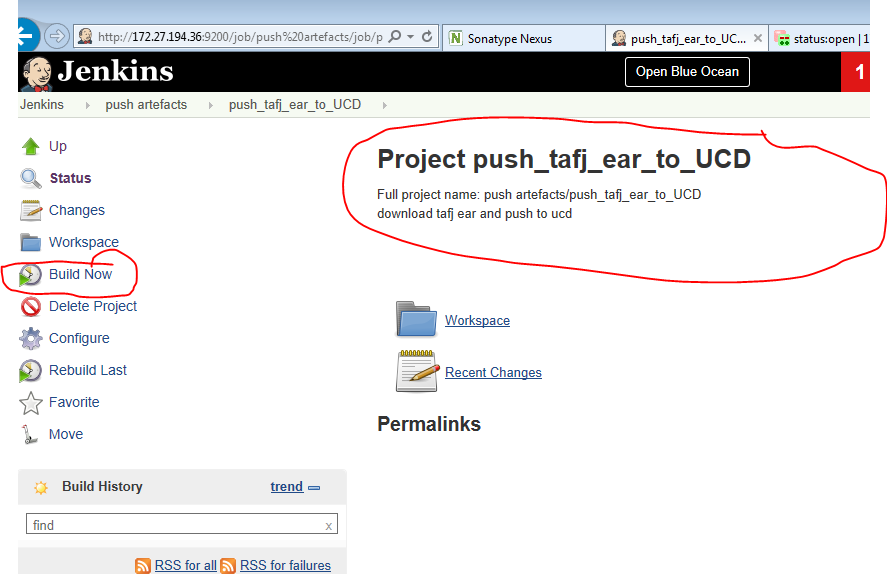 http://172.27.194.36:9200/job/push%20artefacts/job/p
Sonatype Nexus
push_tafj_ear_to_UC...
status:open | 1
Jenkins
Open Blue Ocean
1
Jenkins
push artefacts
push_tafj_ear_to_UCD
Up
Status
Changes
Workspace
Build Now
Delete Project
Configure
Rebuild Last
Favorite
Move
Build History
trend
find
x
RSS for all
RSS for failures
Project push_tafj_ear_to_UCD
Full project name: push artefacts/push_tafj_ear_to_UCD
download tafj ear and push to ucd
Workspace
Recent Changes
Permalinks